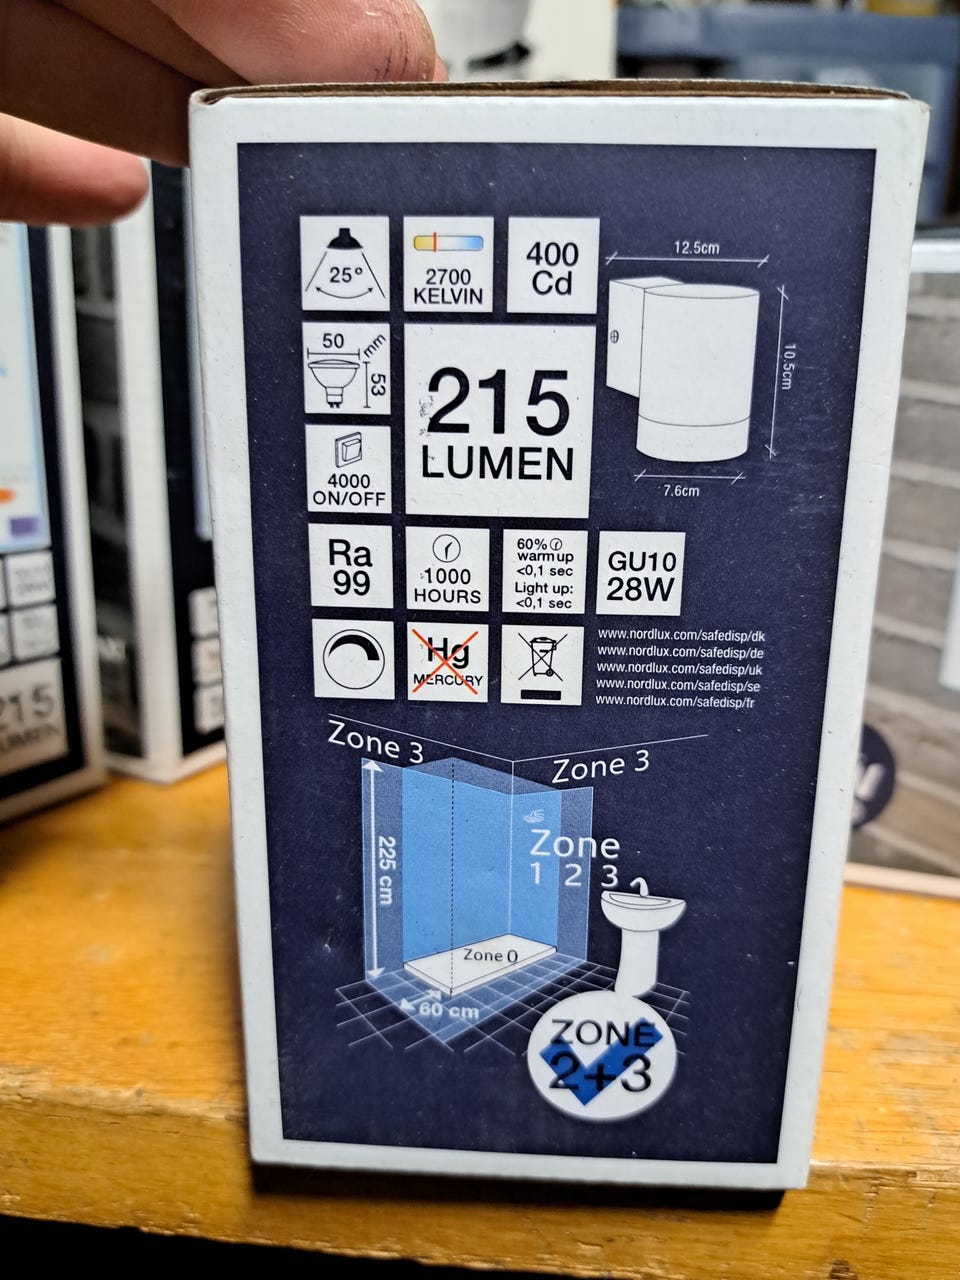 25°
2700
KELVIN
400
Cd
12.5cm
50
mm
53
215
LUMEN
10.5cm
4000
ON/OFF
7.6cm
Ra
99
1000
HOURS
60%
warm up
<0,1 sec
Light up:
<0,1 sec
GU10
28W
Hg
MERCURY
www.nordlux.com/safedisp/dk
www.nordlux.com/safedisp/de
www.nordlux.com/safedisp/uk
www.nordlux.com/safedisp/se
www.nordlux.com/safedisp/fr
Zone 3
Zone 3
225 cm
Zone
1 2 3
Zone 0
60 cm
ZONE
2+3
215
LUMEN